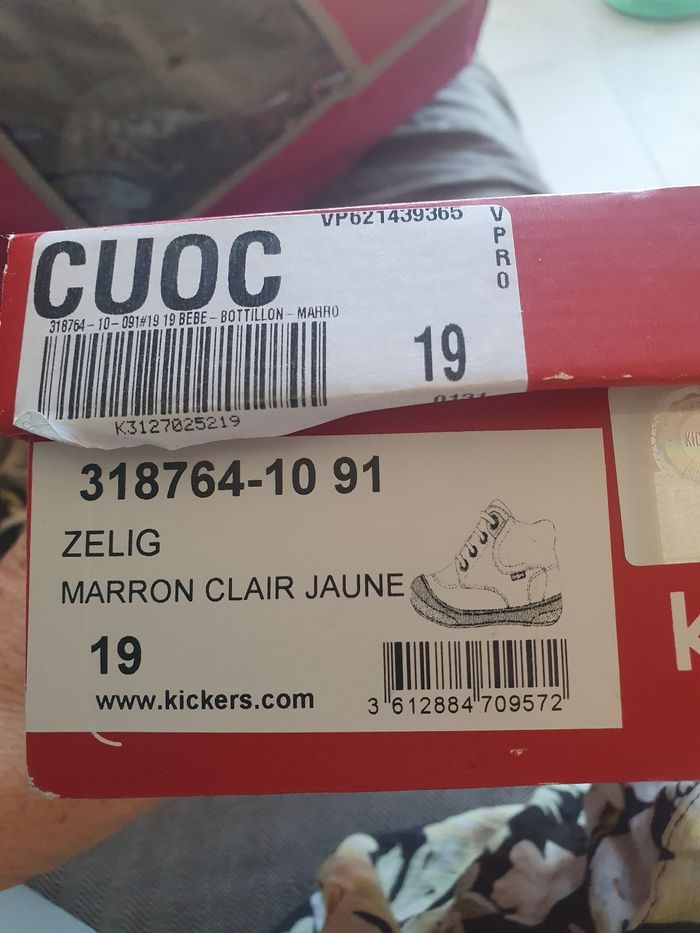 VP621439365
CUOC
VPRO
318764-10-091#19 19 BEBE-BOTTILLON-MARRO
19
K3127025219
318764-10 91
ZELIG
MARRON CLAIR JAUNE
19
www.kickers.com
3 612884 709572